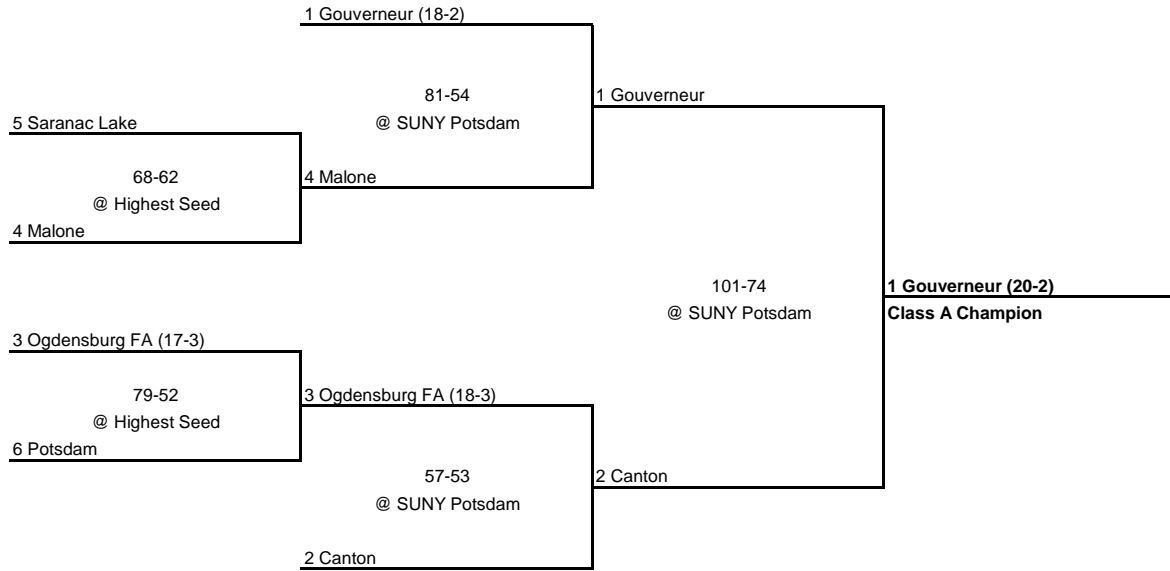 1 Gouverneur (18-2)
81-54
@ SUNY Potsdam
1 Gouverneur
5 Saranac Lake
68-62
@ Highest Seed
4 Malone
4 Malone
101-74
@ SUNY Potsdam
1 Gouverneur (20-2)
Class A Champion
3 Ogdensburg FA (17-3)
79-52
@ Highest Seed
3 Ogdensburg FA (18-3)
6 Potsdam
57-53
@ SUNY Potsdam
2 Canton
2 Canton